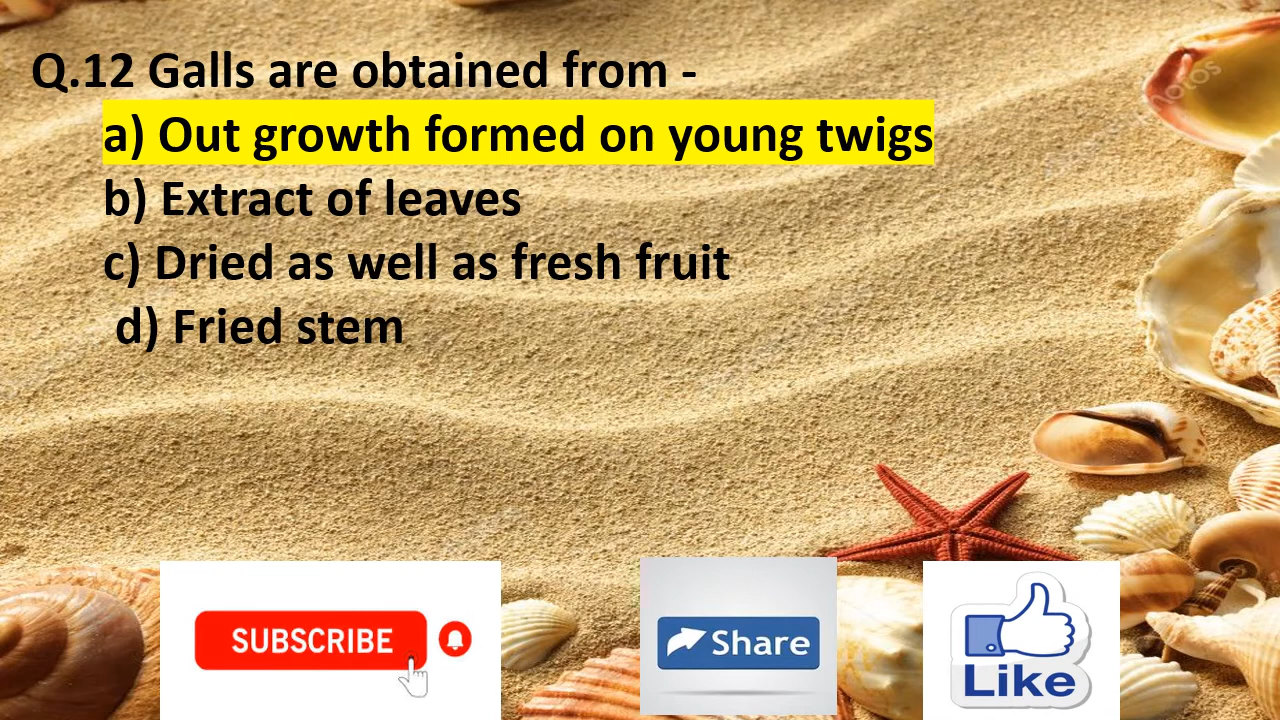 Q.12 Galls are obtained from -
a) Out growth formed on young twigs
b) Extract of leaves
c) Dried as well as fresh fruit
d) Fried stem
SUBSCRIBE
Share
Like